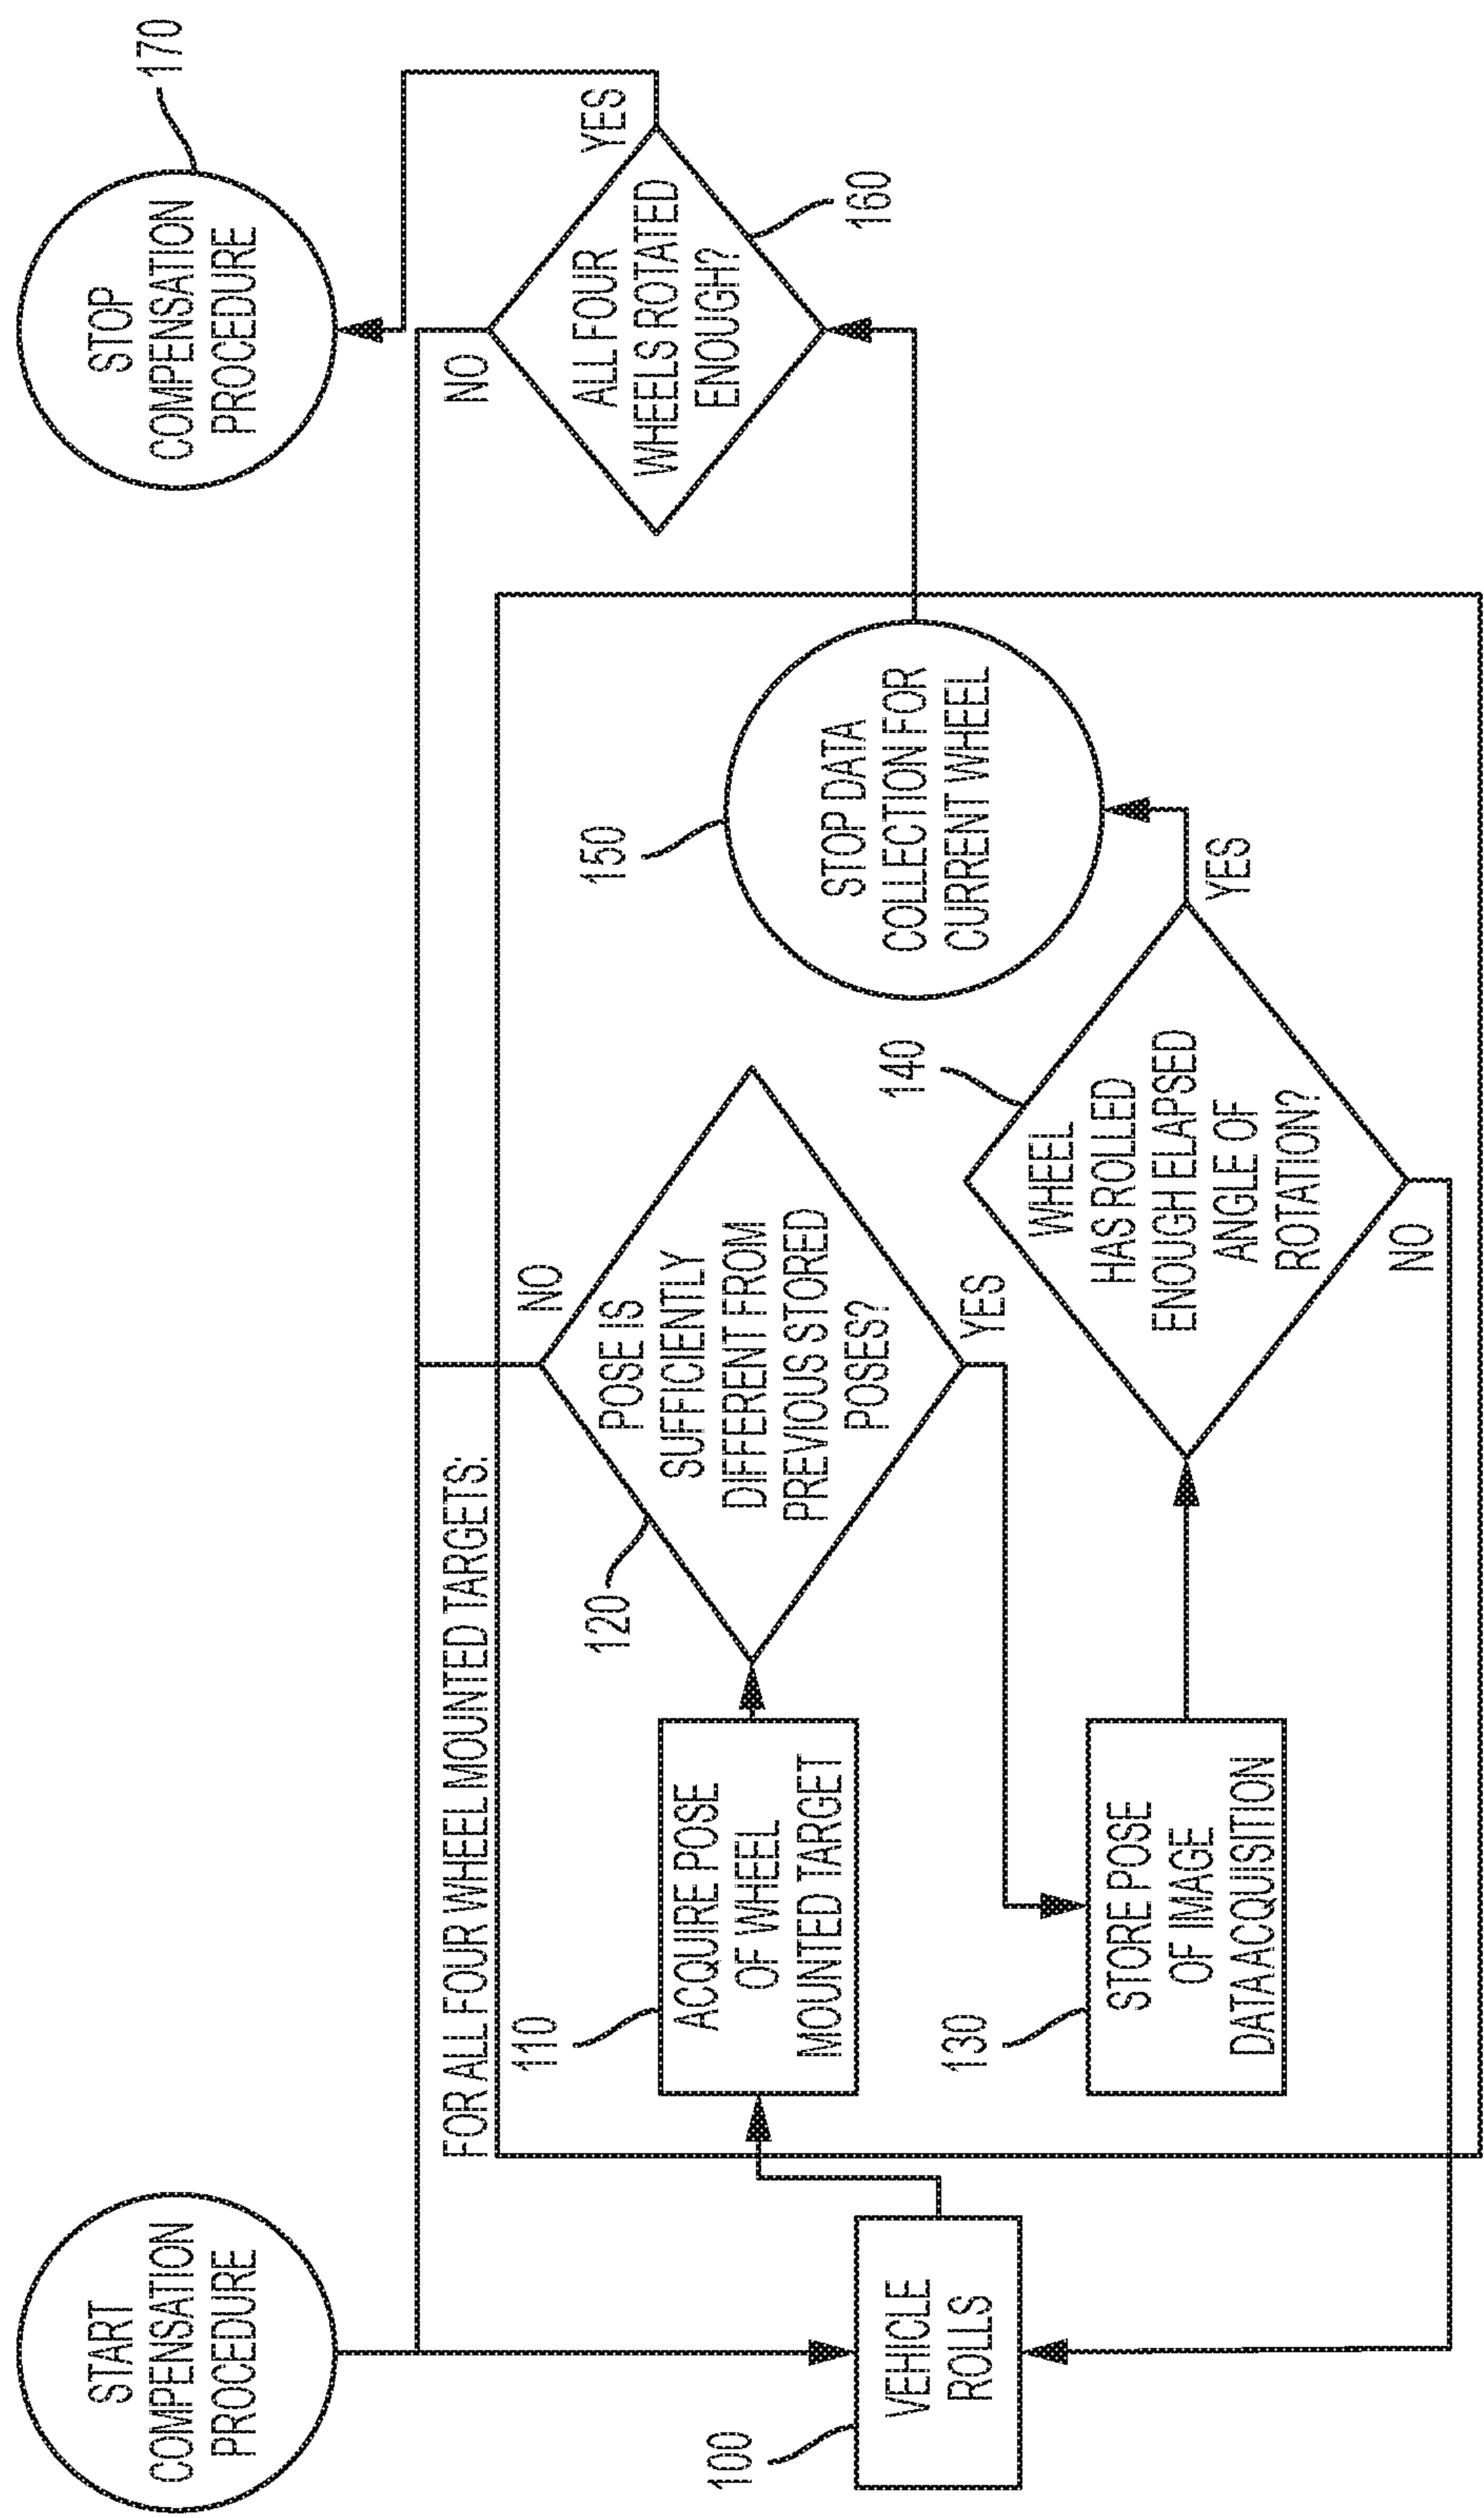 START
COMPENSATION
PROCEDURE
100
VEHICLE
ROLLS
FOR ALL FOUR WHEEL MOUNTED TARGETS:
110
ACQUIRE POSE
OF WHEEL
MOUNTED TARGET
120
POSE IS
SUFFICIENTLY
DIFFERENT FROM
PREVIOUS STORED
POSES?
NO
YES
130
STORE POSE
OF IMAGE
DATA ACQUISITION
140
WHEEL
HAS ROLLED
ENOUGH ELAPSED
ANGLE OF
ROTATION?
NO
YES
150
STOP DATA
COLLECTION FOR
CURRENT WHEEL
160
ALL FOUR
WHEELS ROTATED
ENOUGH?
NO
YES
170
STOP
COMPENSATION
PROCEDURE